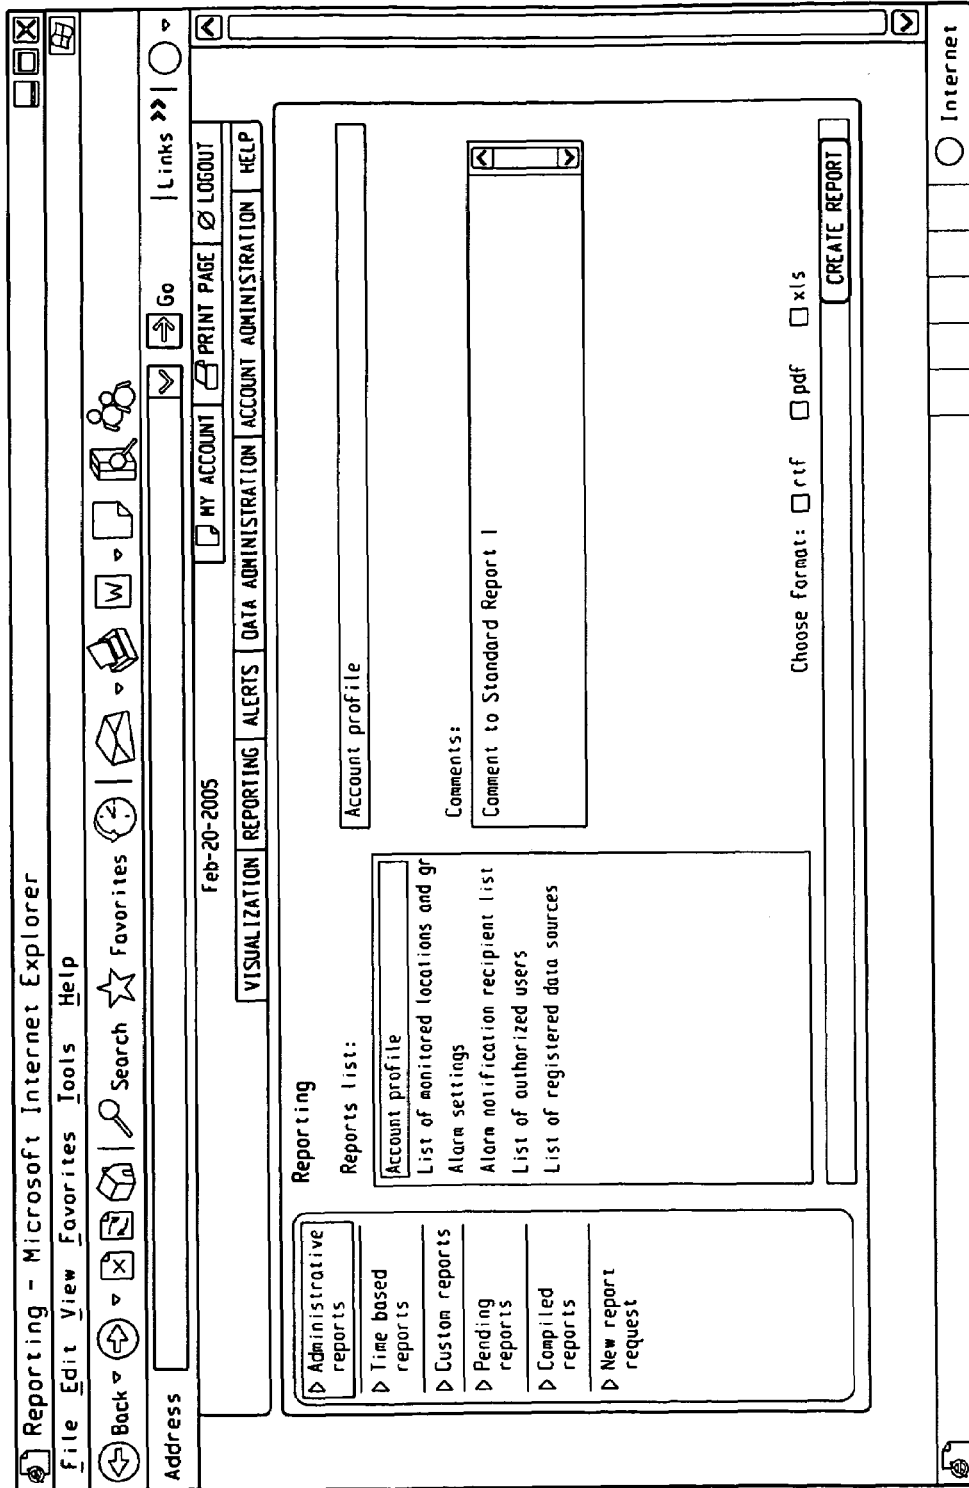 Reporting - Microsoft Internet Explorer
File Edit View Favorites Tools Help
Back Search Favorites W
Address Go Links »
Feb-20-2005 MY ACCOUNT PRINT PAGE LOGOUT
VISUALIZATION REPORTING ALERTS DATA ADMINISTRATION ACCOUNT ADMINISTRATION HELP
Administrative
reports
Time based
reports
Custom reports
Pending
reports
Compiled
reports
New report
request
Reporting
Reports list:
Account profile
List of monitored locations and gr
Alarm settings
Alarm notification recipient list
List of authorized users
List of registered data sources
Account profile
Comments:
Comment to Standard Report 1
Choose format: rtf pdf xls
CREATE REPORT
Internet